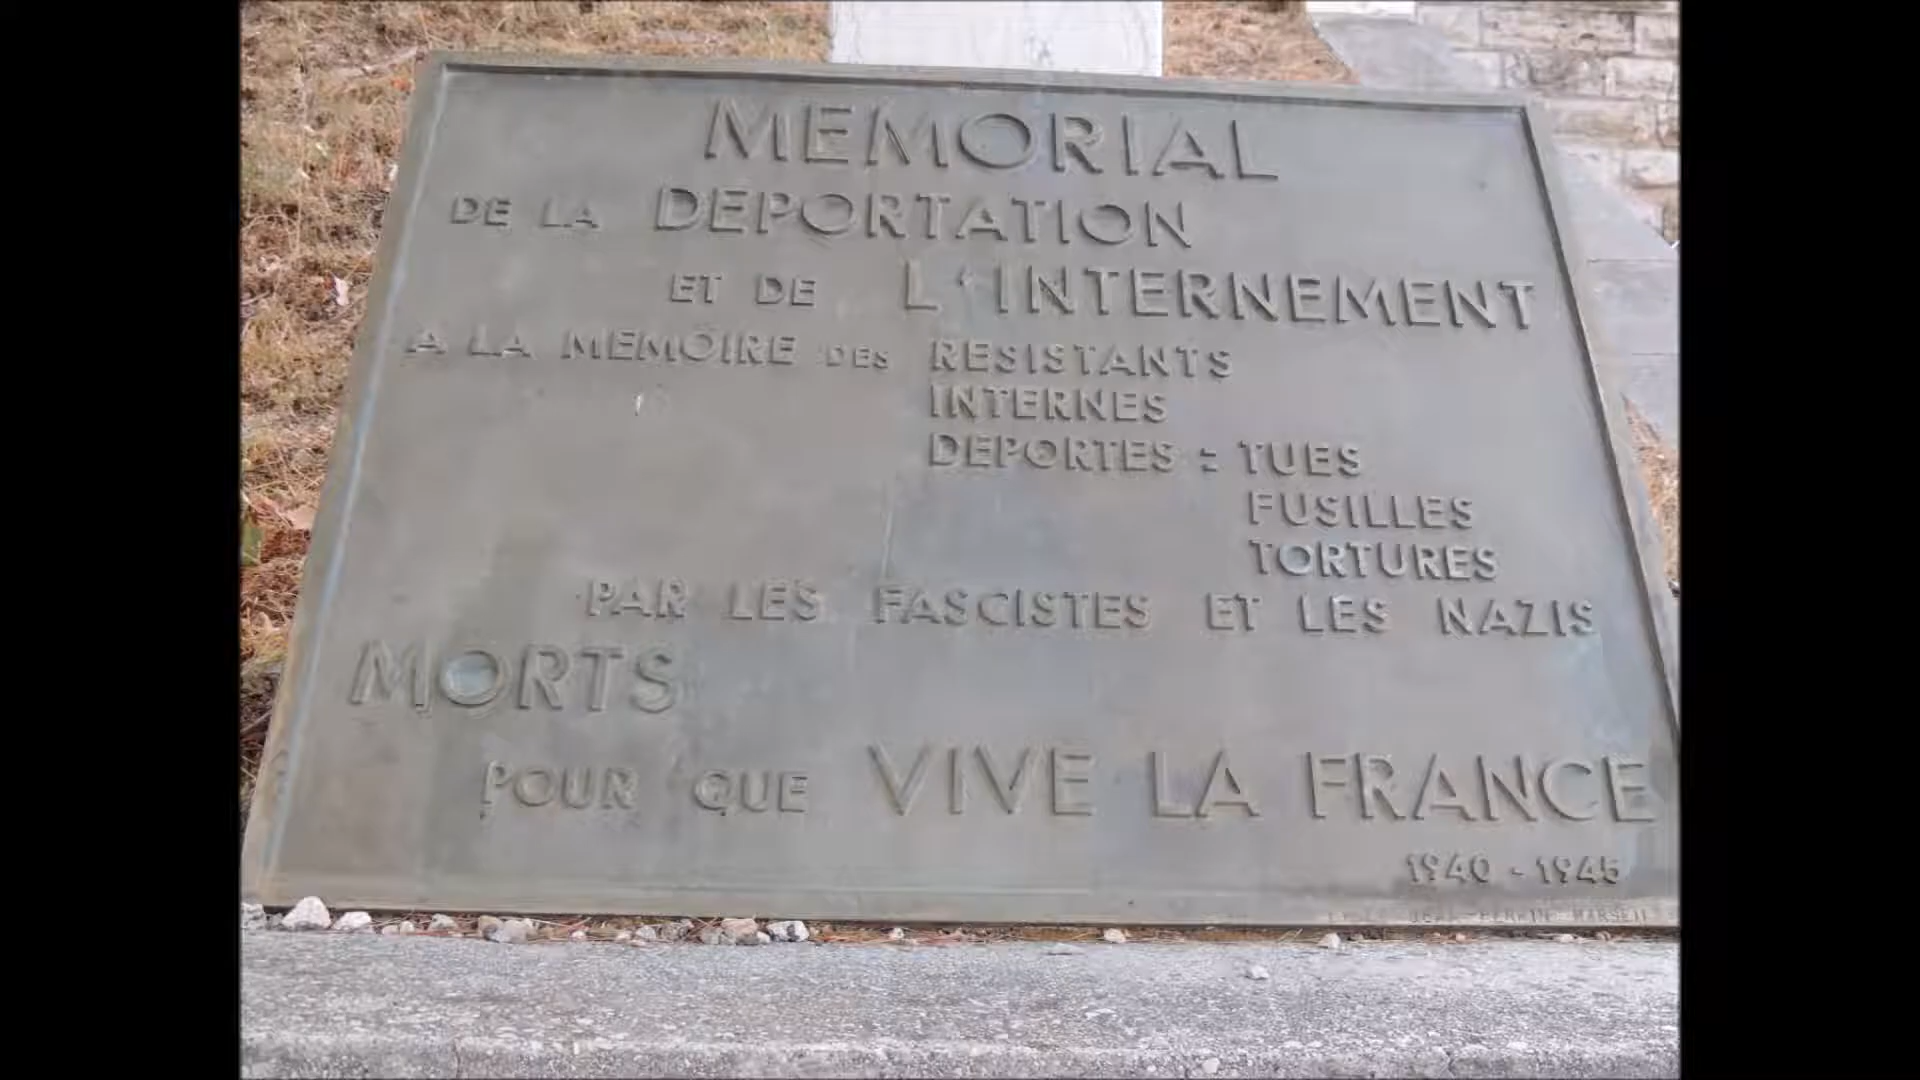 MEMORIAL
DE LA DEPORTATION
ET DE L'INTERNEMENT
A LA MEMOIRE DES RESISTANTS
INTERNES
DEPORTES : TUES
FUSILLES
TORTURES
PAR LES FASCISTES ET LES NAZIS
MORTS
POUR QUE VIVE LA FRANCE
1940 - 1945